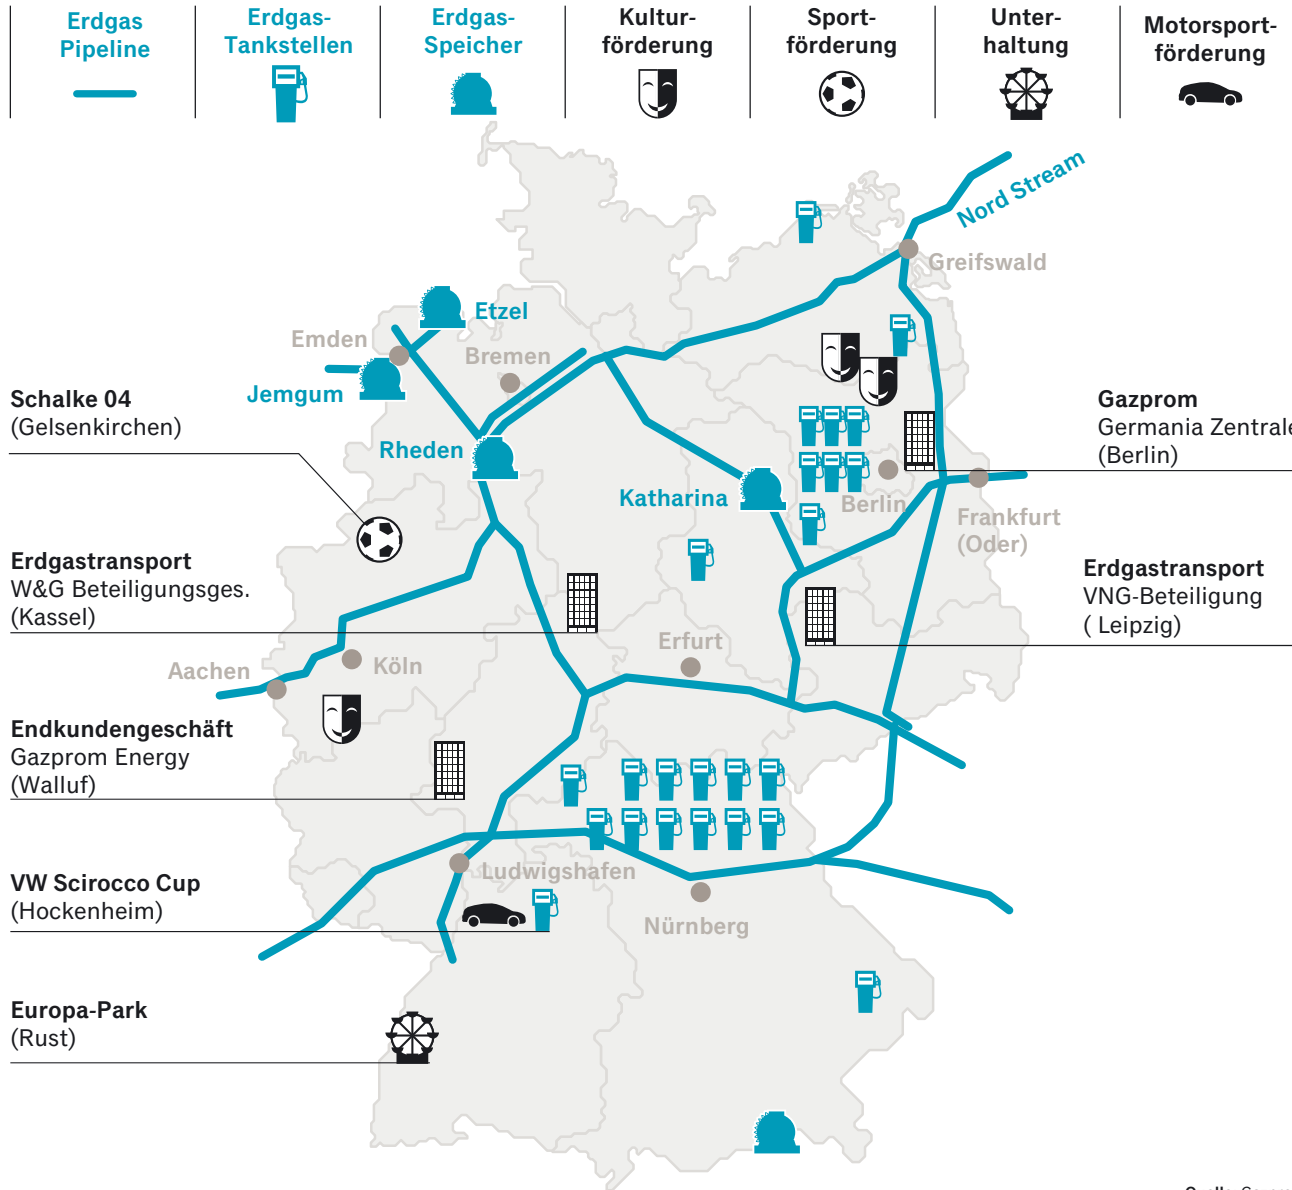 Erdgas
Pipeline
Erdgas-
Tankstellen
Erdgas-
Speicher
Kultur-
förderung
Sport-
förderung
Unter-
haltung
Motorsport-
förderung
Nord Stream
Greifswald
Etzel
Emden
Bremen
Jemgum
Schalke 04
(Gelsenkirchen)
Gazprom
Germania Zentrale
(Berlin)
Rheden
Katharina
Berlin
Frankfurt
(Oder)
Erdgastransport
W&G Beteiligungsges.
(Kassel)
Erdgastransport
VNG-Beteiligung
( Leipzig)
Erfurt
Aachen
Köln
Endkundengeschäft
Gazprom Energy
(Walluf)
Ludwigshafen
VW Scirocco Cup
(Hockenheim)
Nürnberg
Europa-Park
(Rust)